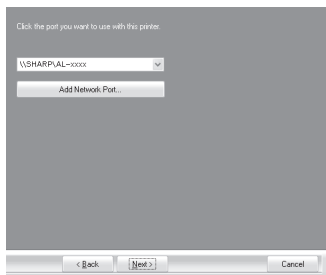 Click the port you want to use with this printer.
\\SHARP\AL-xxxx
Add Network Port...
< Back
Next >
Cancel